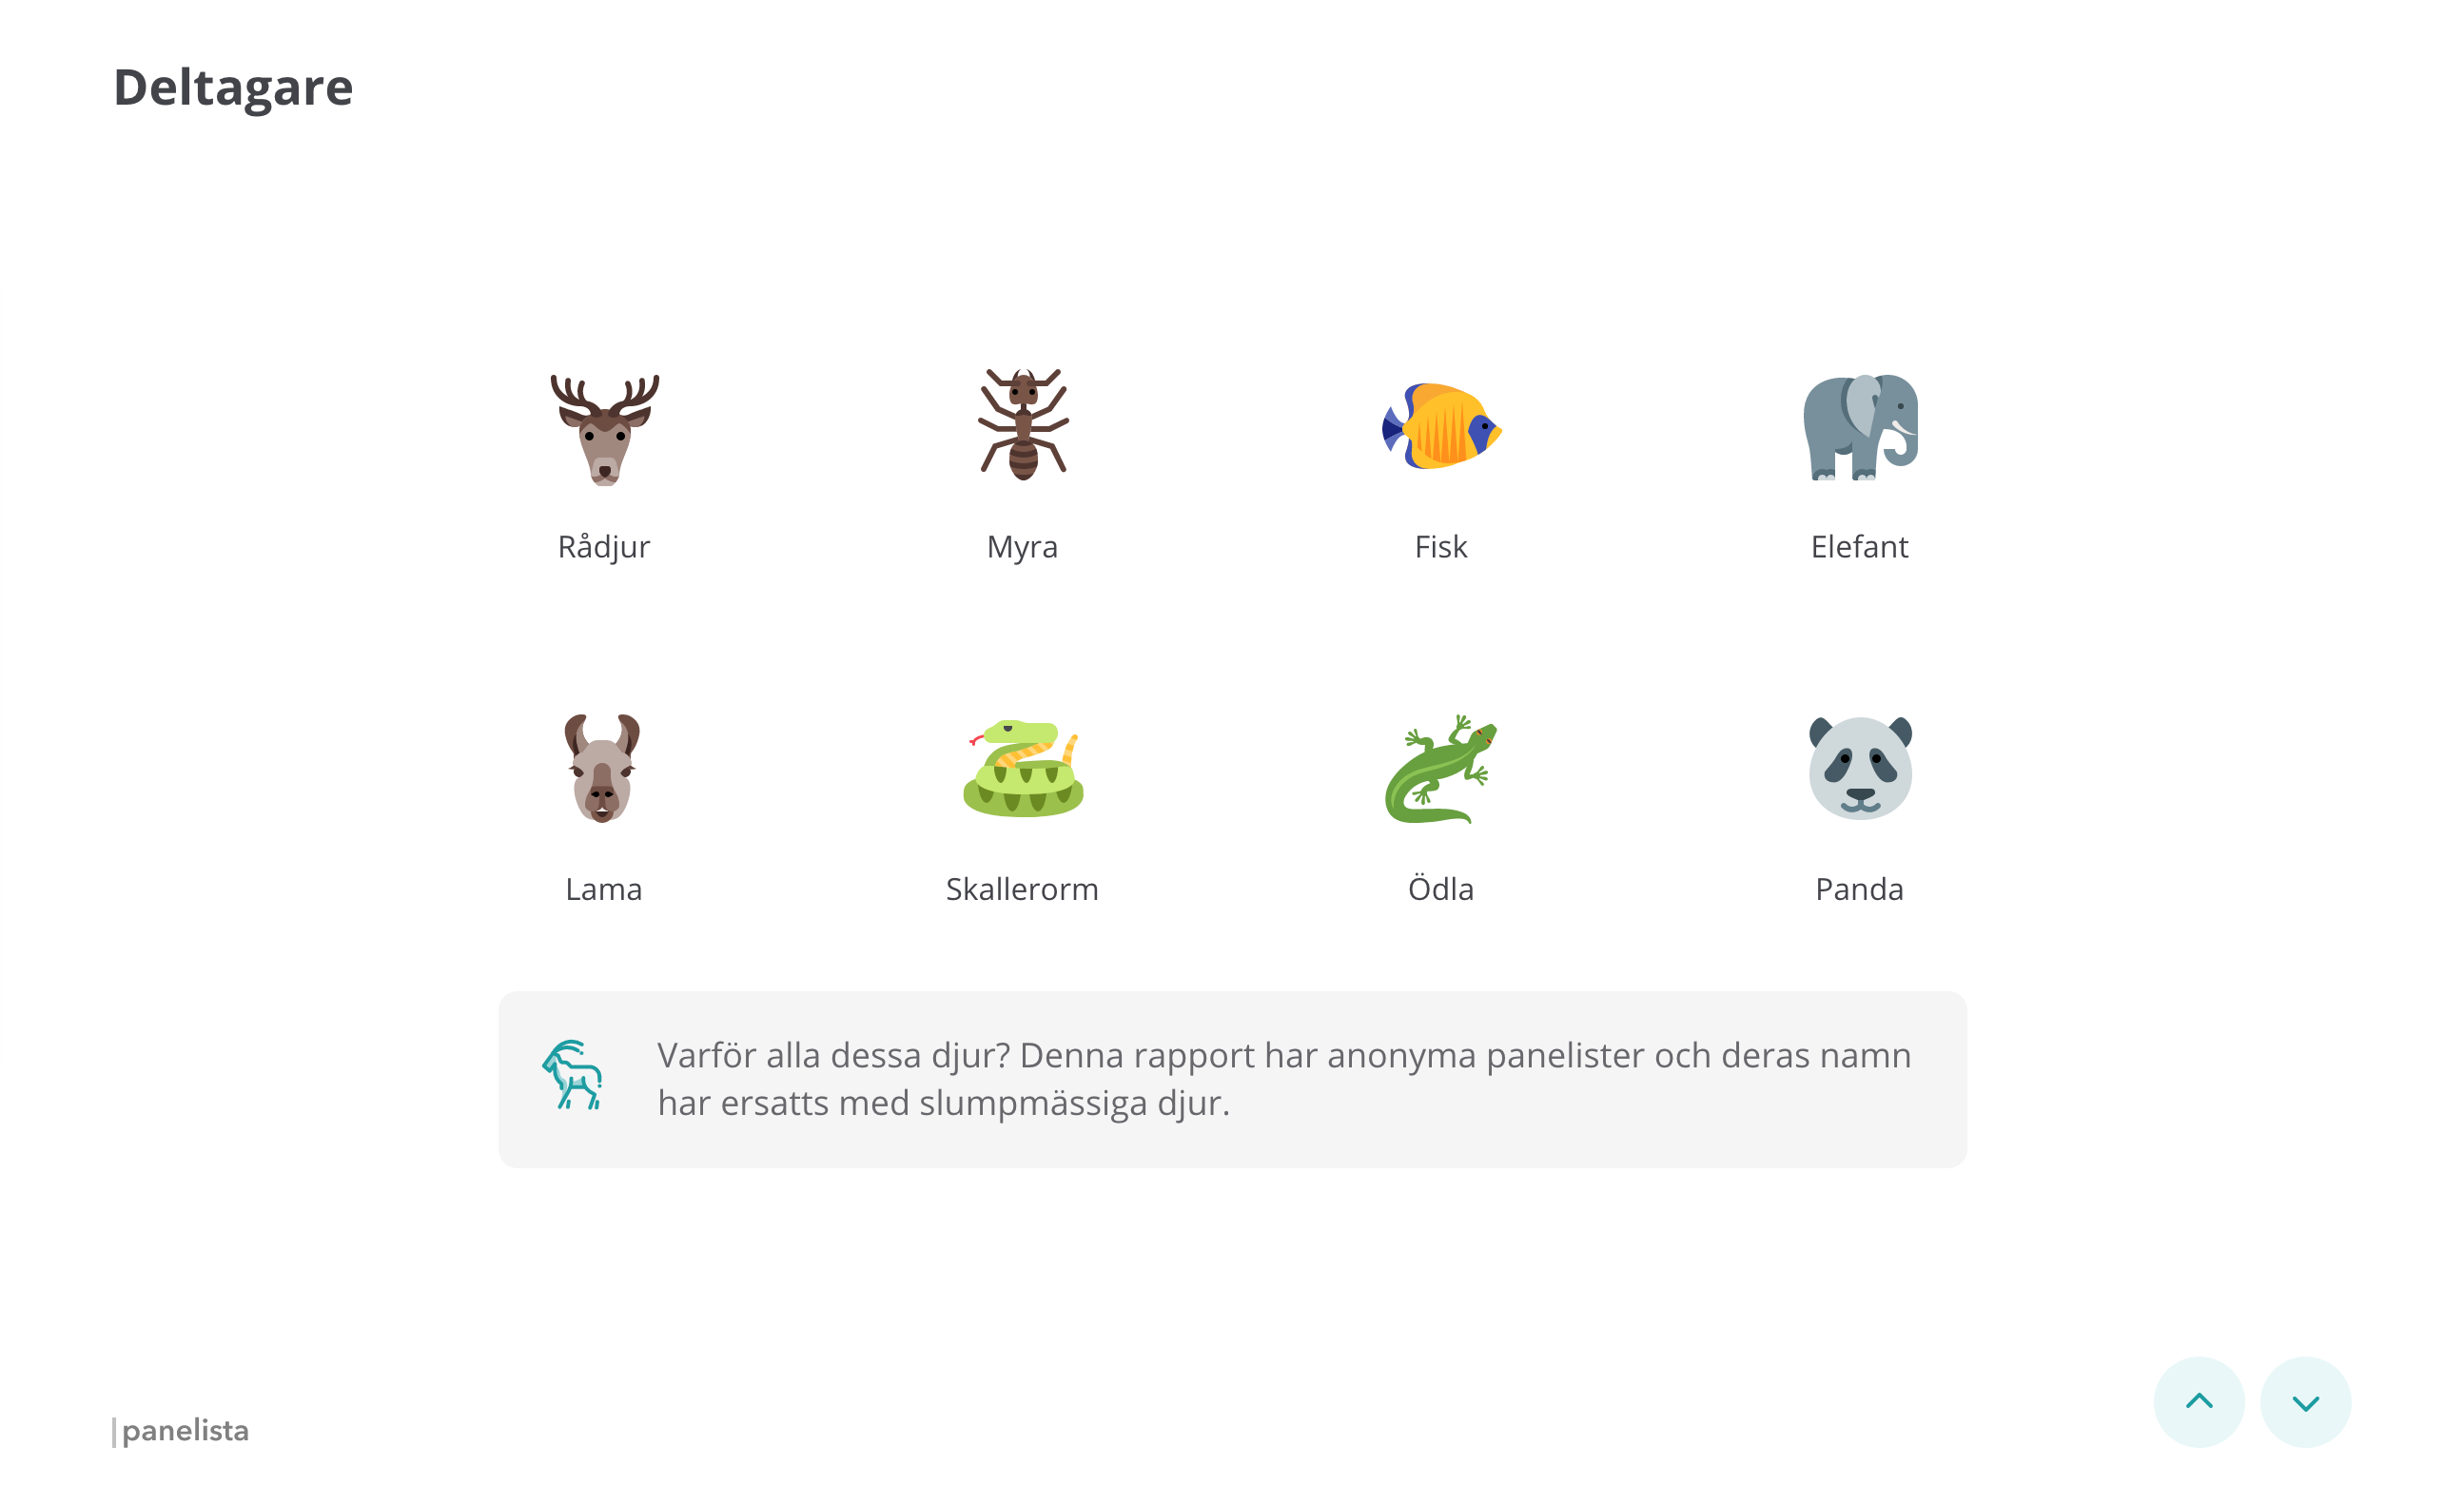 Deltagare
Rådjur
Myra
Fisk
Elefant
Lama
Skallerorm
Ödla
Panda
Varför alla dessa djur? Denna rapport har anonyma panelister och deras namn
har ersatts med slumpmässiga djur.
panelista